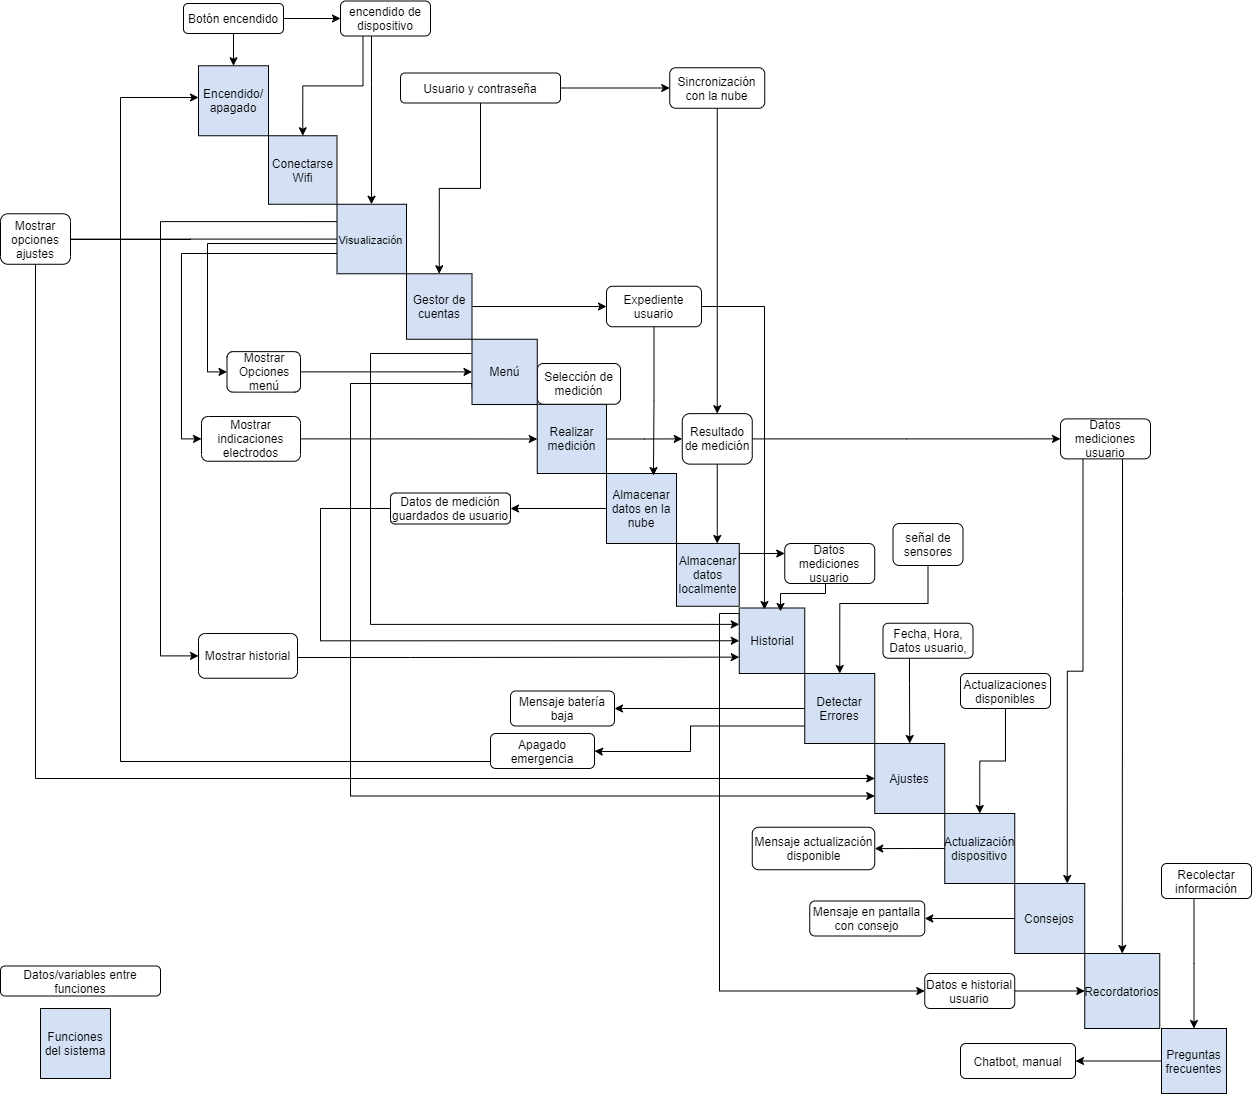 Botón encendido
encendido de
dispositivo
Encendido/
apagado
Usuario y contraseña
Sincronización
con la nube
Conectarse
Wifi
Mostrar
opciones
ajustes
Visualización
Gestor de
cuentas
Expediente
usuario
Mostrar
Opciones
menú
Menú
Selección de
medición
Mostrar
indicaciones
electrodos
Realizar
medición
Resultado
de medición
Datos
mediciones
usuario
Datos de medición
guardados de usuario
Almacenar
datos en la
nube
señal de
sensores
Almacenar
datos
localmente
Datos
mediciones
usuario
Mostrar historial
Historial
Fecha, Hora,
Datos usuario,
Mensaje batería
baja
Detectar
Errores
Actualizaciones
disponibles
Apagado
emergencia
Ajustes
Mensaje actualización
disponible
Actualización
dispositivo
Recolectar
información
Mensaje en pantalla
con consejo
Consejos
Datos/variables entre
funciones
Datos e historial
usuario
Recordatorios
Funciones
del sistema
Chatbot, manual
Preguntas
frecuentes